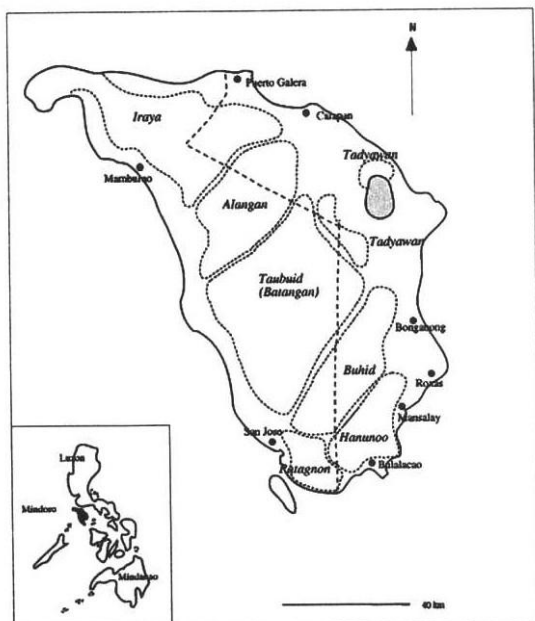 N
Puerto Galera
Iraya
Calapan
Tadyawan
Mamburao
Alangan
Tadyawan
Taubuid
(Batangan)
Bongabong
Buhid
Roxas
Mansalay
San Jose
Hanunoo
Ratagnon
Bulalacao
Luzon
Mindoro
Mindanao
40 km